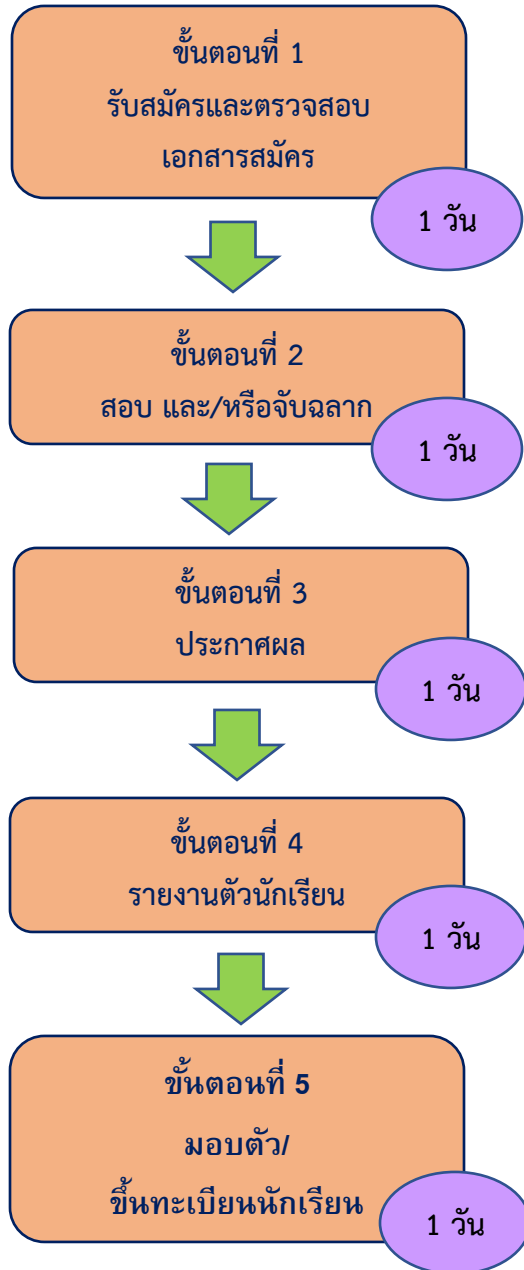 ขั้นตอนที่ 1
รับสมัครและตรวจสอบ
เอกสารสมัคร
1 วัน
ขั้นตอนที่ 2
สอบ และ/หรือจับฉลาก
1 วัน
ขั้นตอนที่ 3
ประกาศผล
1 วัน
ขั้นตอนที่ 4
รายงานตัวนักเรียน
1 วัน
ขั้นตอนที่ 5
มอบตัว/
ขึ้นทะเบียนนักเรียน
1 วัน